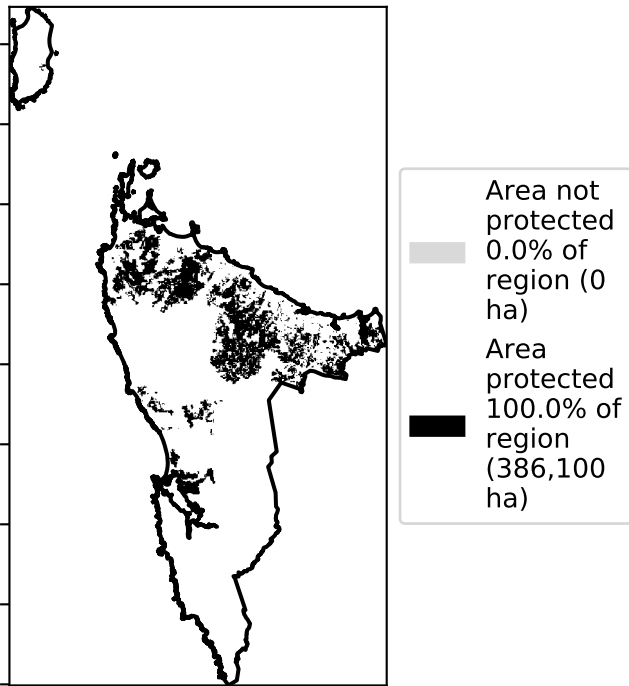 Area not
protected
0.0% of
region (0
ha)
Area
protected
100.0% of
region
(386,100
ha)